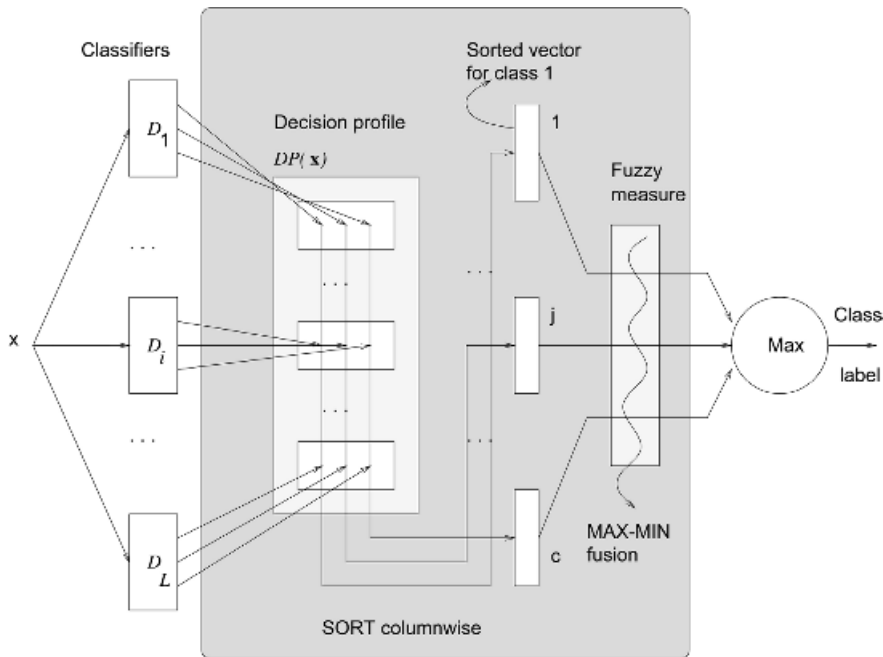 Classifiers
Sorted vector
for class 1
D1
1
Decision profile
DP( x)
Fuzzy
measure
. . .
. . .
. . .
x
Di
j
Max
Class
label
. . .
. . .
. . .
DL
c
MAX-MIN
fusion
SORT columnwise